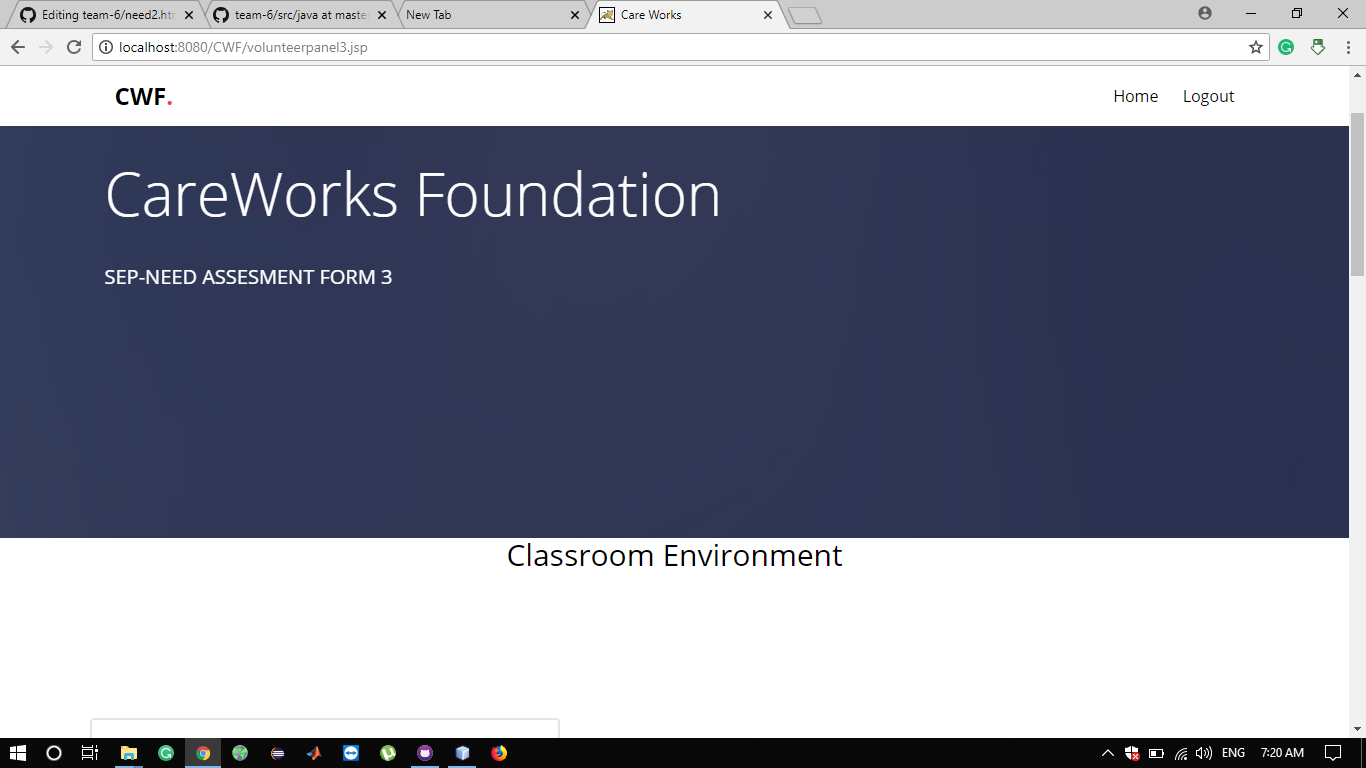 Editing team-6/need2.htm
team-6/src/java at maste
New Tab
Care Works
localhost:8080/CWF/volunteerpanel3.jsp
CWF.
Home
Logout
CareWorks Foundation
SEP-NEED ASSESMENT FORM 3
Classroom Environment
ENG
7:20 AM